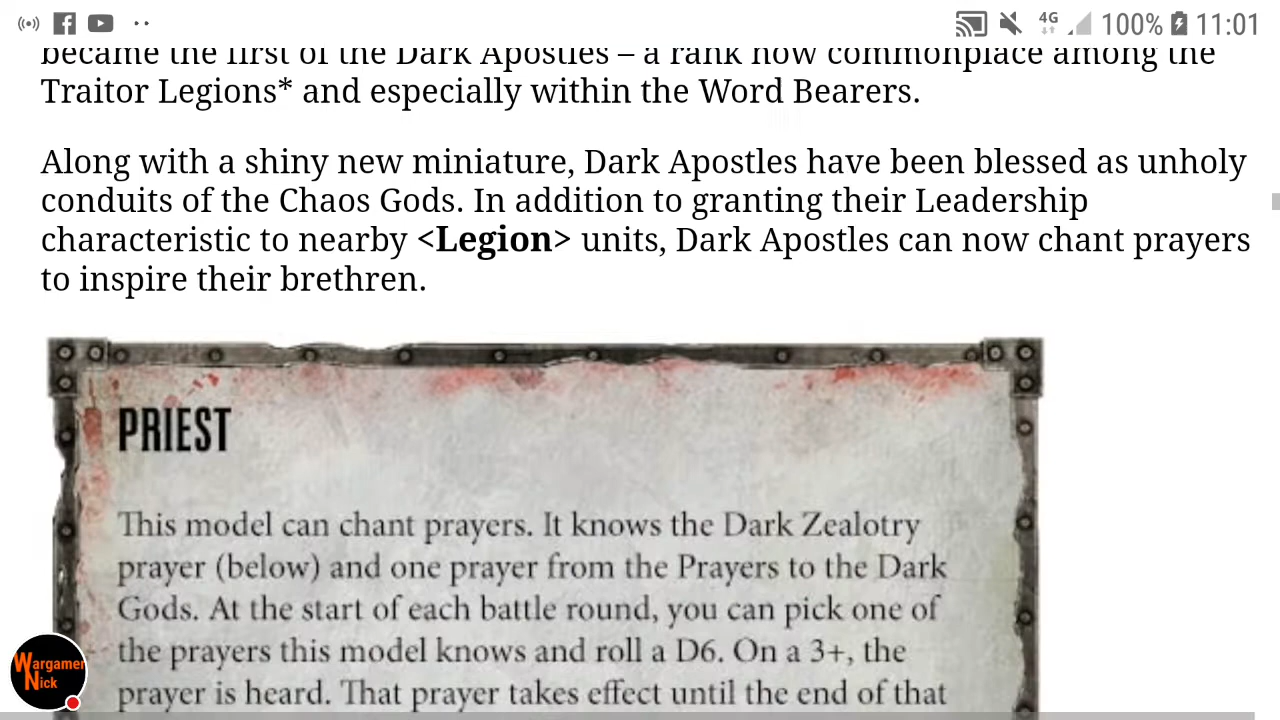 4G 100% 11:01
became the first of the Dark Apostles – a rank now commonplace among the
Traitor Legions* and especially within the Word Bearers.
Along with a shiny new miniature, Dark Apostles have been blessed as unholy
conduits of the Chaos Gods. In addition to granting their Leadership
characteristic to nearby <Legion> units, Dark Apostles can now chant prayers
to inspire their brethren.
PRIEST
This model can chant prayers. It knows the Dark Zealotry
prayer (below) and one prayer from the Prayers to the Dark
Gods. At the start of each battle round, you can pick one of
the prayers this model knows and roll a D6. On a 3+, the
prayer is heard. That prayer takes effect until the end of that
Wargamer
Nick